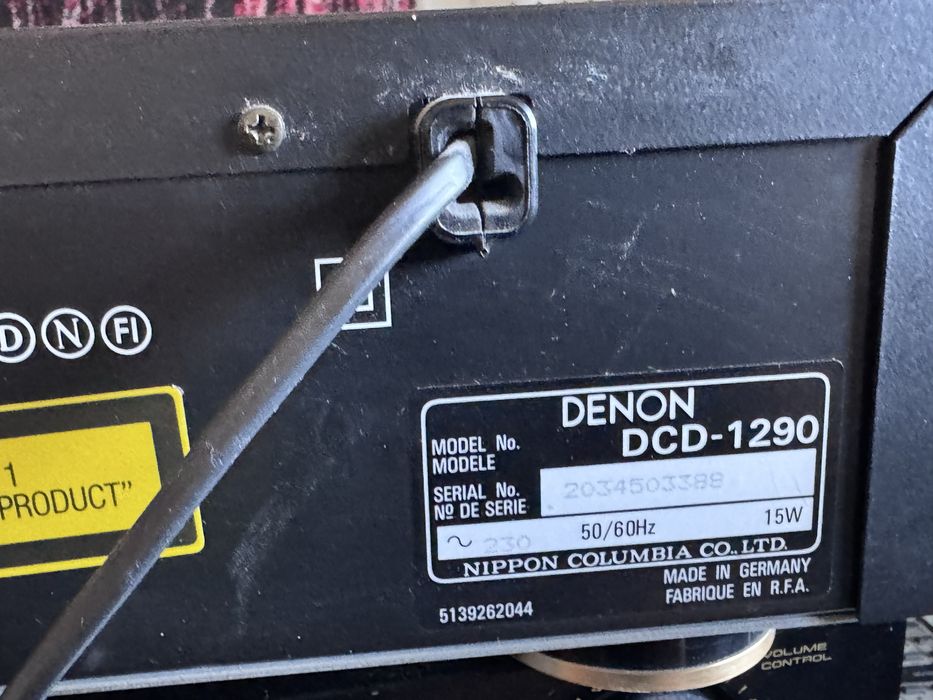 D N FI
1
PRODUCT”
DENON
MODEL No. DCD-1290
MODELE
SERIAL No. 2034503388
Nº DE SERIE
~ 230 50/60Hz 15W
NIPPON COLUMBIA CO., LTD.
MADE IN GERMANY
FABRIQUE EN R.F.A.
5139262044
VOLUME
CONTROL